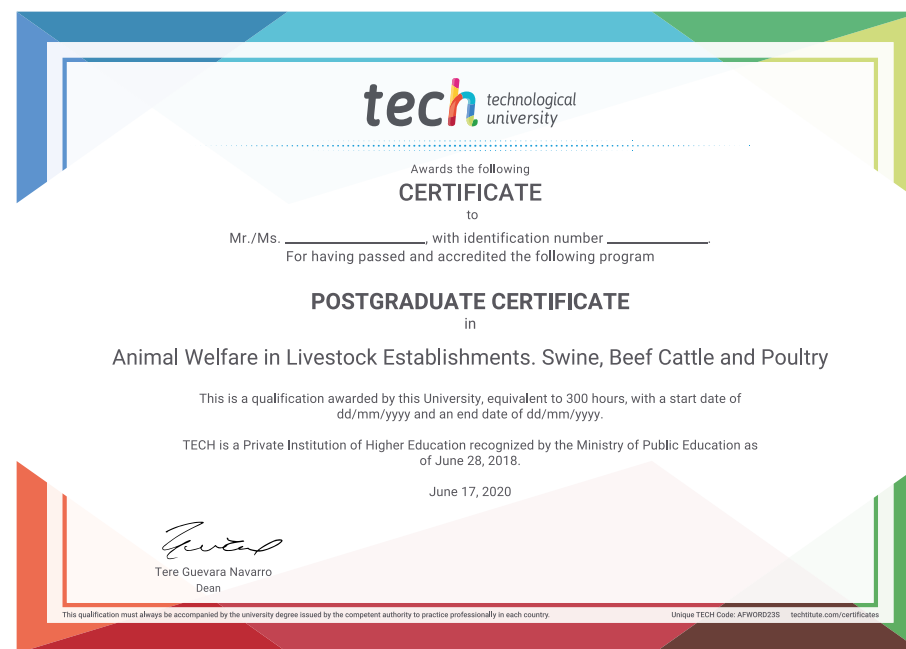 tech technological
university
Awards the following
CERTIFICATE
to
Mr./Ms. ____________________, with identification number ______________.
For having passed and accredited the following program
POSTGRADUATE CERTIFICATE
in
Animal Welfare in Livestock Establishments. Swine, Beef Cattle and Poultry
This is a qualification awarded by this University, equivalent to 300 hours, with a start date of
dd/mm/yyyy and an end date of dd/mm/yyyy.
TECH is a Private Institution of Higher Education recognized by the Ministry of Public Education as
of June 28, 2018.
June 17, 2020
Tere Guevara Navarro
Dean
This qualification must always be accompanied by the university degree issued by the competent authority to practice professionally in each country. Unique TECH Code: AFWORD23S techtitute.com/certificates